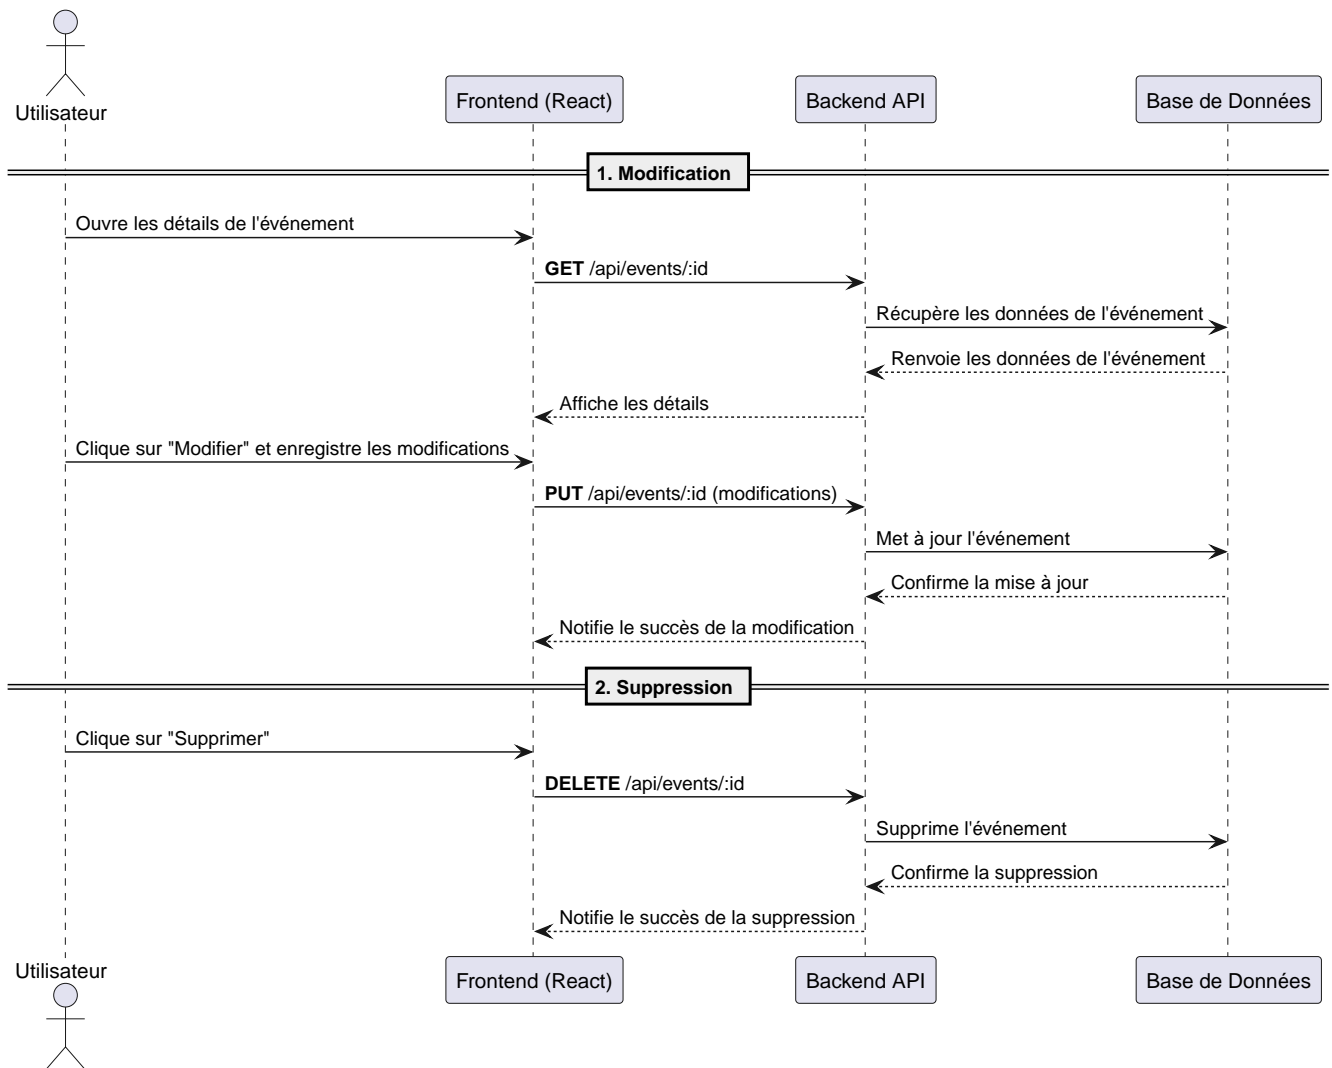 Utilisateur
Frontend (React)
Backend API
Base de Données
1. Modification
Ouvre les détails de l'événement
GET /api/events/:id
Récupère les données de l'événement
Renvoie les données de l'événement
Affiche les détails
Clique sur "Modifier" et enregistre les modifications
PUT /api/events/:id (modifications)
Met à jour l'événement
Confirme la mise à jour
Notifie le succès de la modification
2. Suppression
Clique sur "Supprimer"
DELETE /api/events/:id
Supprime l'événement
Confirme la suppression
Notifie le succès de la suppression
Utilisateur
Frontend (React)
Backend API
Base de Données